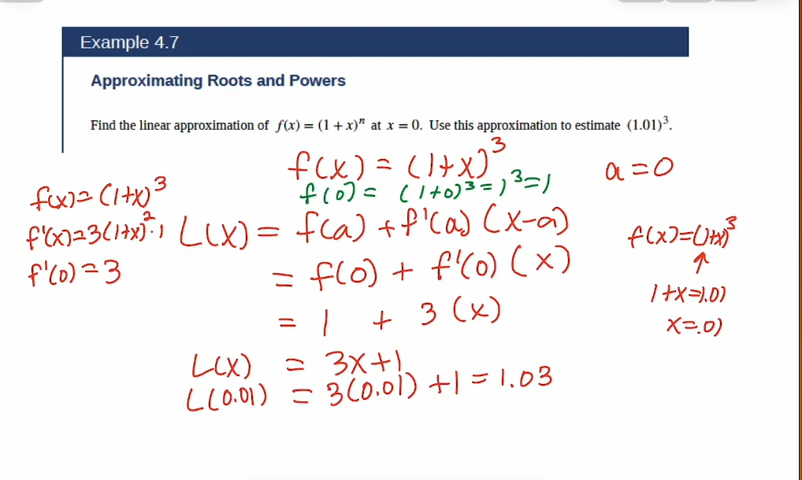 Example 4.7
Approximating Roots and Powers
Find the linear approximation of f(x) = (1 + x)ⁿ at x = 0. Use this approximation to estimate (1.01)³.
f(x) = (1+x)³
a = 0
f(0) = (1+0)³ = 1³ = 1
f(x) = (1+x)³
f'(x) = 3(1+x)²·1
f'(0) = 3
L(x) = f(a) + f'(a) (x-a)
= f(0) + f'(0) (x)
= 1 + 3 (x)
f(x) = (1+x)³
↑
1+x = 1.01
x = .01
L(x) = 3x+1
L(0.01) = 3(0.01) + 1 = 1.03